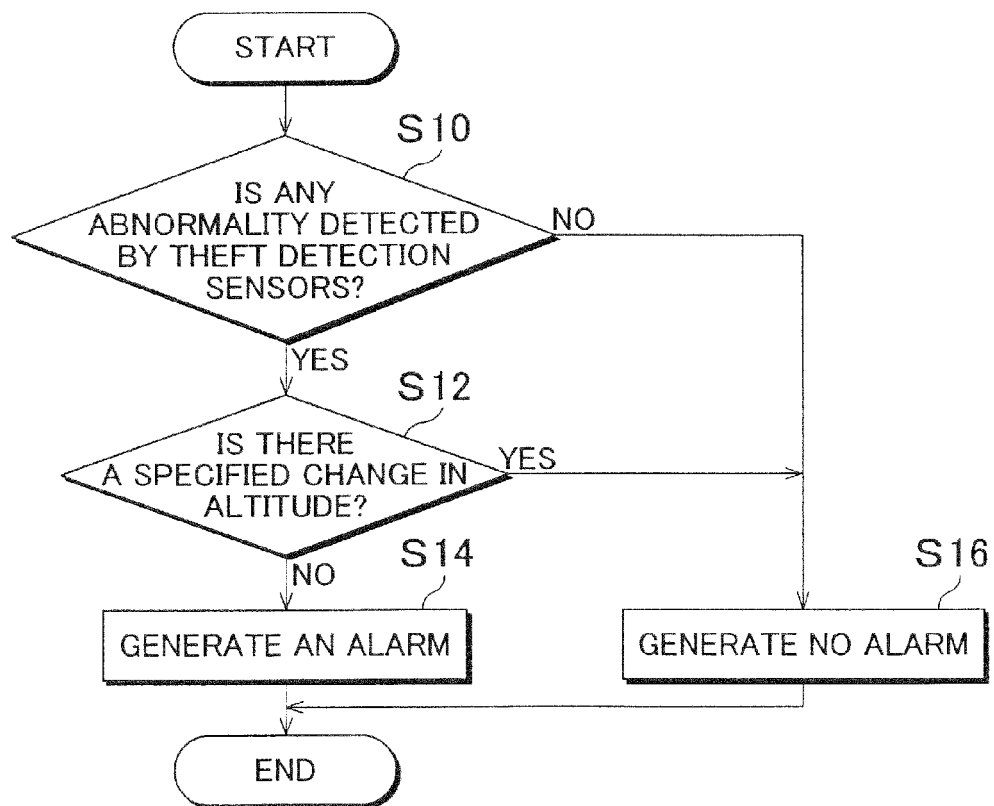 START
S10
IS ANY
ABNORMALITY DETECTED
BY THEFT DETECTION
SENSORS?
NO
YES
S12
IS THERE
A SPECIFIED CHANGE IN
ALTITUDE?
YES
NO
S14
GENERATE AN ALARM
S16
GENERATE NO ALARM
END